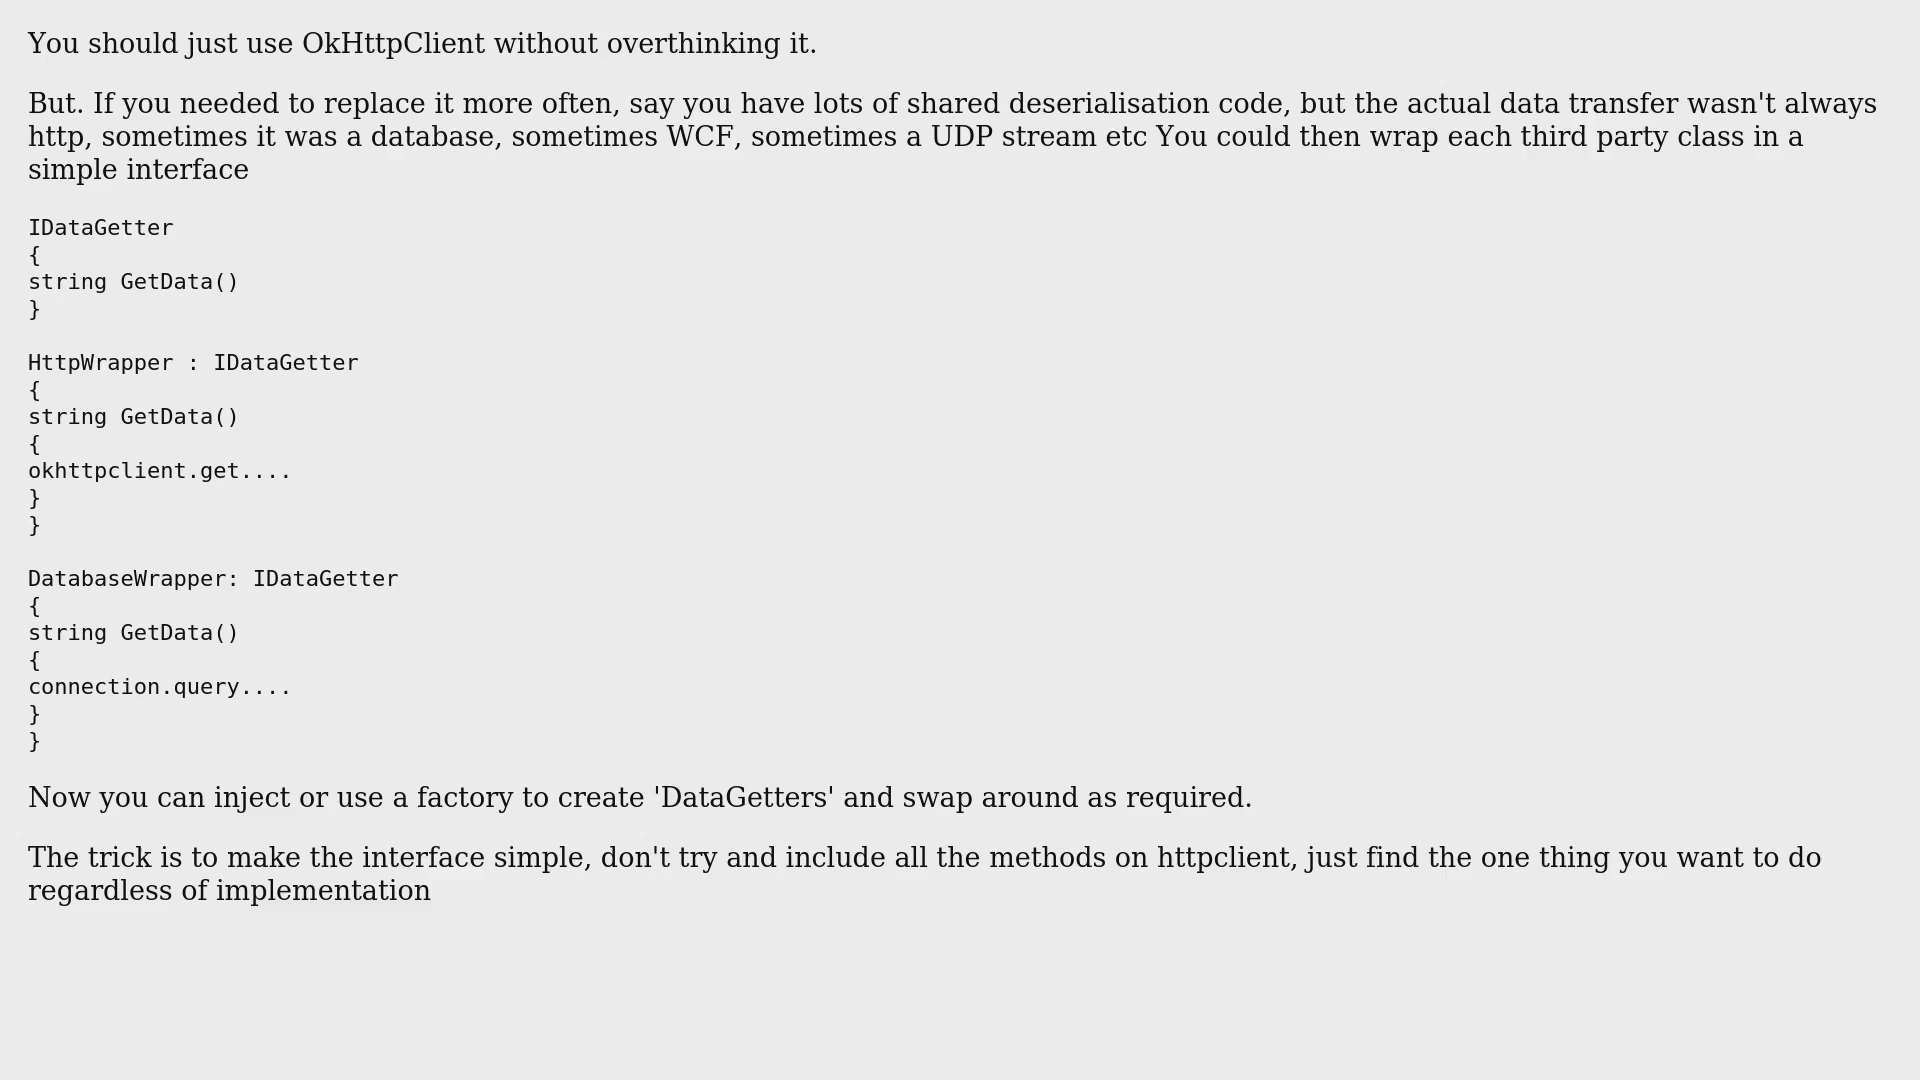 You should just use OkHttpClient without overthinking it.
But. If you needed to replace it more often, say you have lots of shared deserialisation code, but the actual data transfer wasn't always
http, sometimes it was a database, sometimes WCF, sometimes a UDP stream etc You could then wrap each third party class in a
simple interface
IDataGetter
{
string GetData()
}
HttpWrapper : IDataGetter
{
string GetData()
{
okhttpclient.get....
}
}
DatabaseWrapper: IDataGetter
{
string GetData()
{
connection.query....
}
}
Now you can inject or use a factory to create 'DataGetters' and swap around as required.
The trick is to make the interface simple, don't try and include all the methods on httpclient, just find the one thing you want to do
regardless of implementation